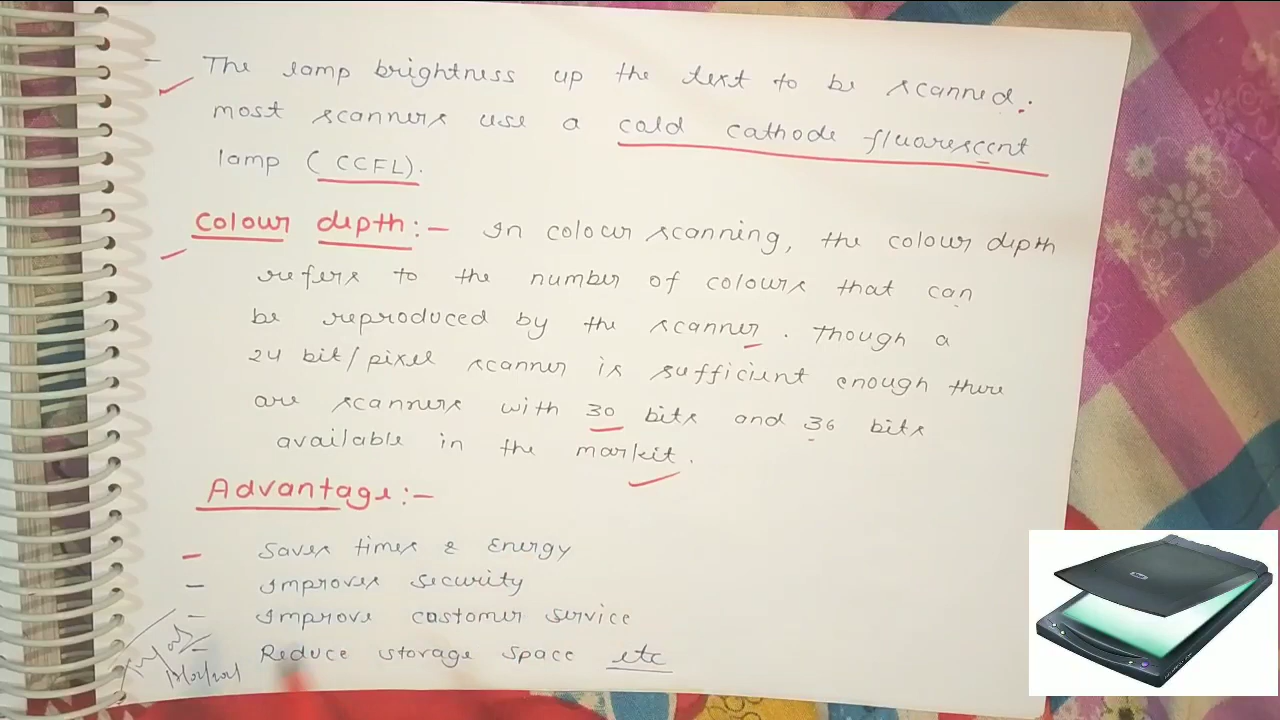 - The lamp brightness up the text to be scanned.
most scanners use a cold cathode fluorescent
lamp (CCFL).
Colour depth:- In colour scanning, the colour depth
refers to the number of colours that can
be reproduced by the scanner. Though a
24 bit/pixel scanner is sufficient enough there
are scanners with 30 bits and 36 bits
available in the markit.
Advantage:-
- Saves times & Energy
- Improves security
- Improve costomer service
- Reduce storage space etc